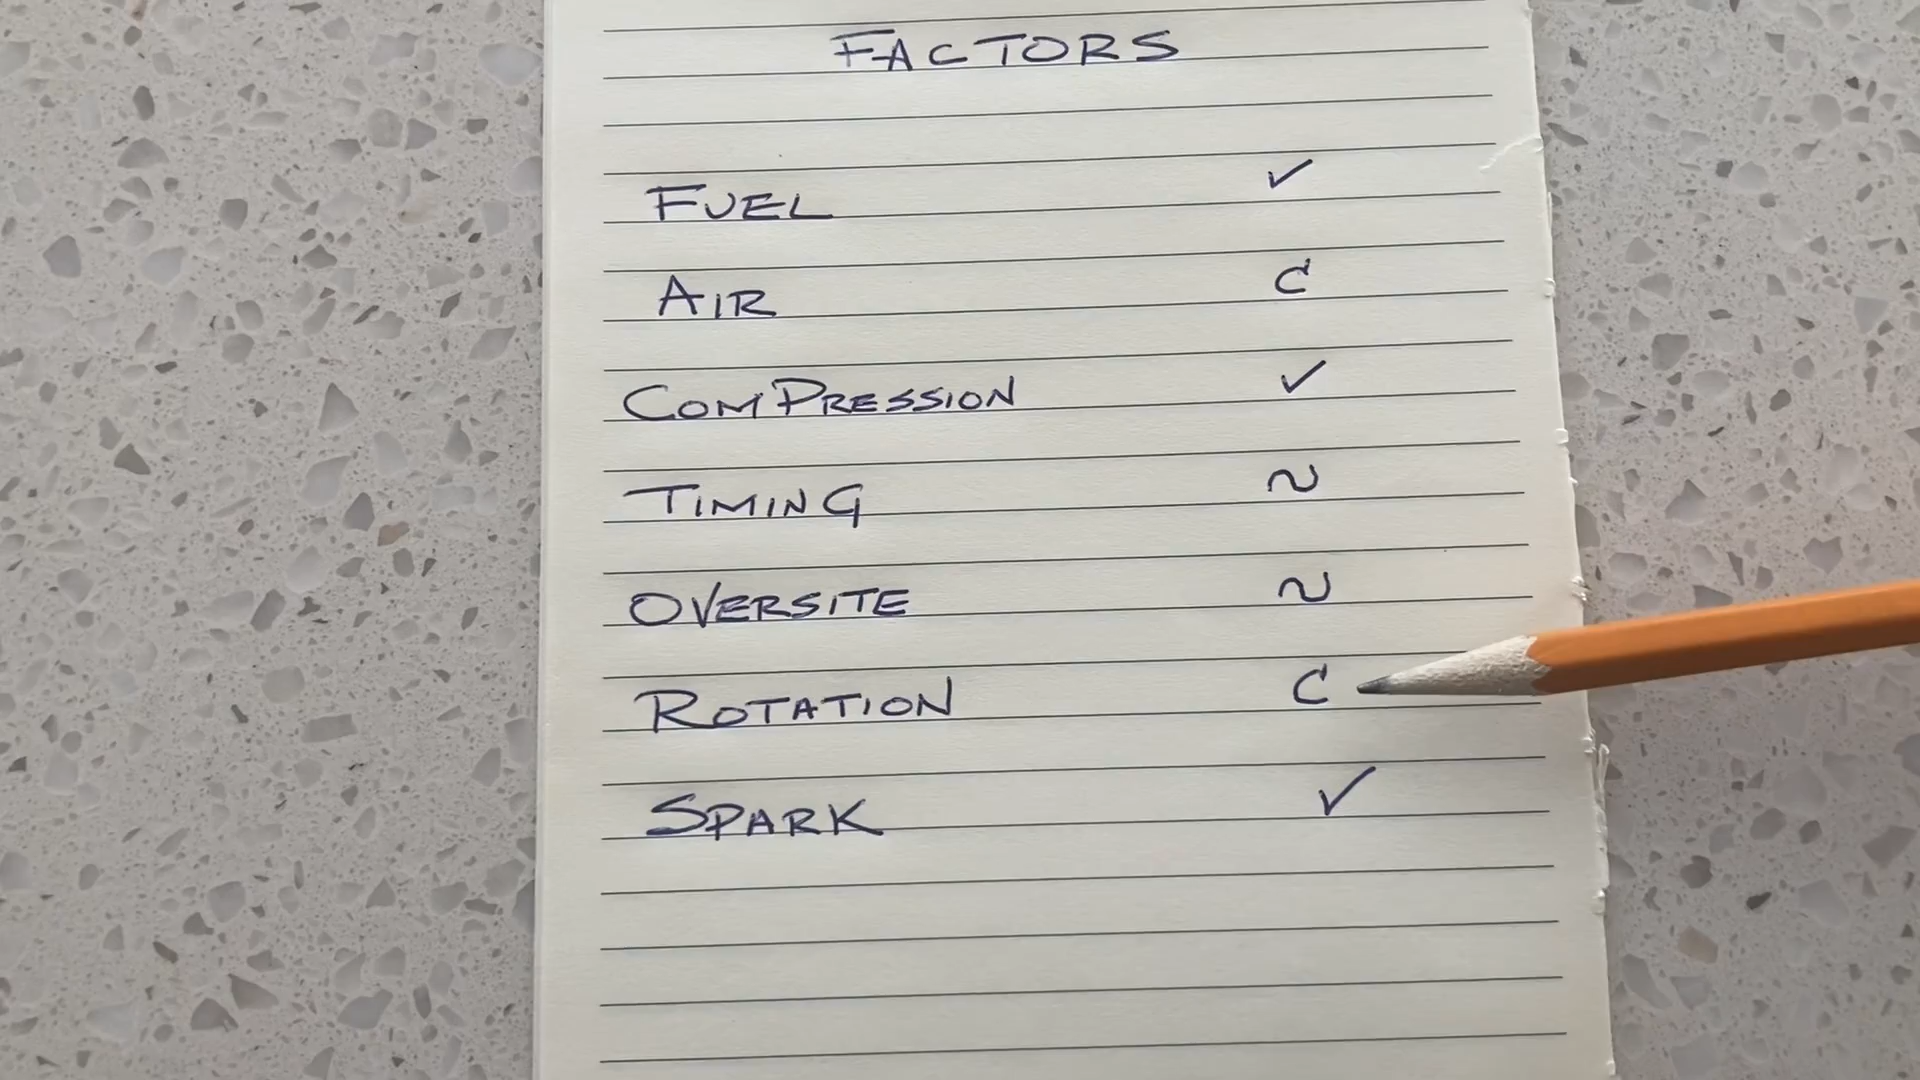 FACTORS
FUEL ✓
AIR C
COMPRESSION ✓
TIMING ~
OVERSITE ~
ROTATION C
SPARK ✓